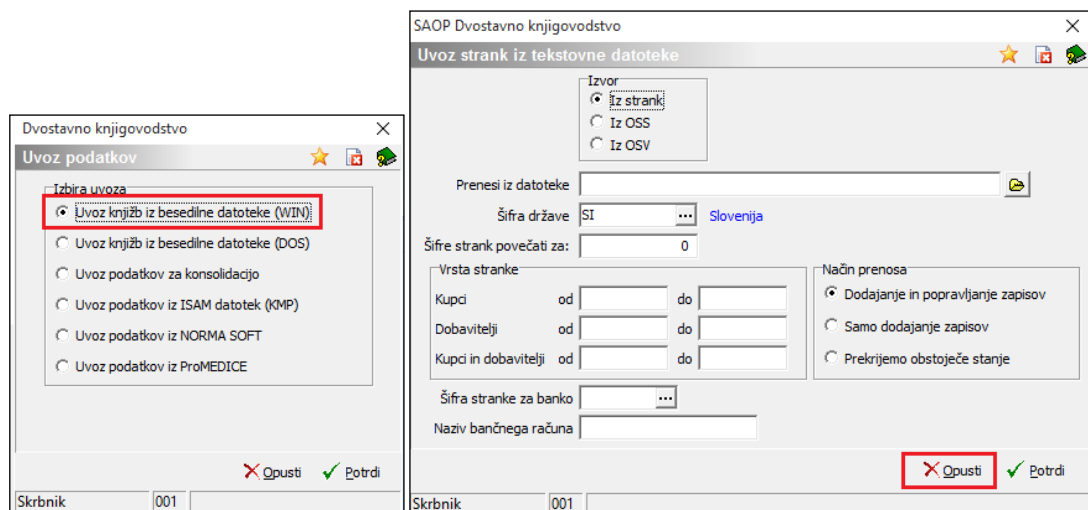 Dvostavno knjigovodstvo
Uvoz podatkov
Izbira uvoza
Uvoz knjižb iz besedilne datoteke (WIN)
Uvoz knjižb iz besedilne datoteke (DOS)
Uvoz podatkov za konsolidacijo
Uvoz podatkov iz ISAM datotek (KMP)
Uvoz podatkov iz NORMA SOFT
Uvoz podatkov iz ProMEDICE
Opusti Potrdi
Skrbnik 001
SAOP Dvostavno knjigovodstvo
Uvoz strank iz tekstovne datoteke
Izvor
Iz strank
Iz OSS
Iz OSV
Prenesi iz datoteke
Šifra države SI ... Slovenija
Šifre strank povečati za: 0
Vrsta stranke
Kupci od do
Dobavitelji od do
Kupci in dobavitelji od do
Način prenosa
Dodajanje in popravljanje zapisov
Samo dodajanje zapisov
Prekrijemo obstoječe stanje
Šifra stranke za banko ...
Naziv bančnega računa
Opusti Potrdi
Skrbnik 001